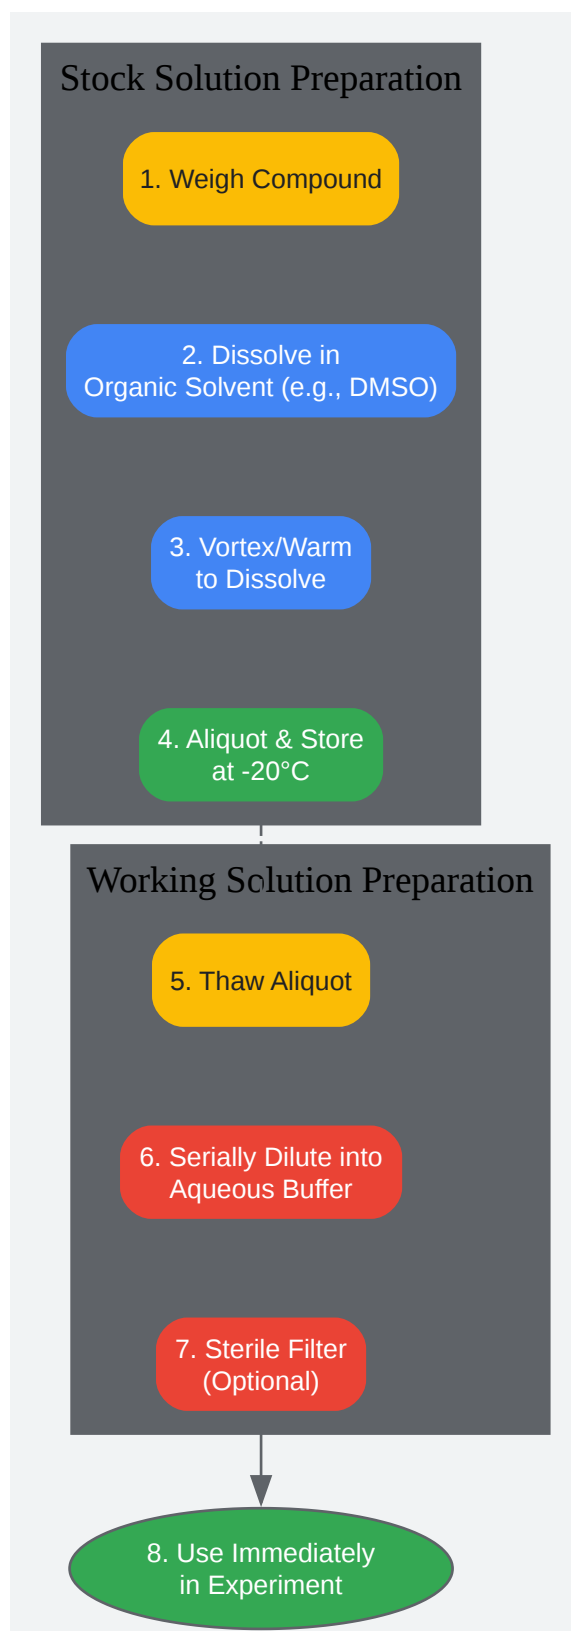 Stock Solution Preparation
1. Weigh Compound
2. Dissolve in
Organic Solvent (e.g., DMSO)
3. Vortex/Warm
to Dissolve
4. Aliquot & Store
at -20°C
Working Solution Preparation
5. Thaw Aliquot
6. Serially Dilute into
Aqueous Buffer
7. Sterile Filter
(Optional)
8. Use Immediately
in Experiment